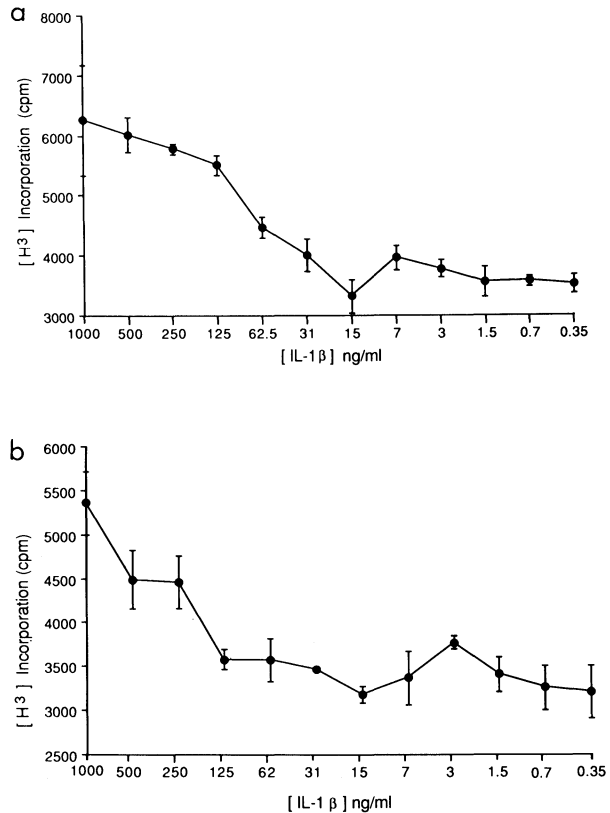 a
8000
7000
6000
5000
4000
3000
[ H3 ] Incorporation (cpm)
1000 500 250 125 62.5 31 15 7 3 1.5 0.7 0.35
[ IL-1β ] ng/ml
b
6000
5500
5000
4500
4000
3500
3000
2500
[ H3 ] Incorporation (cpm)
1000 500 250 125 62 31 15 7 3 1.5 0.7 0.35
[ IL-1 β ] ng/ml